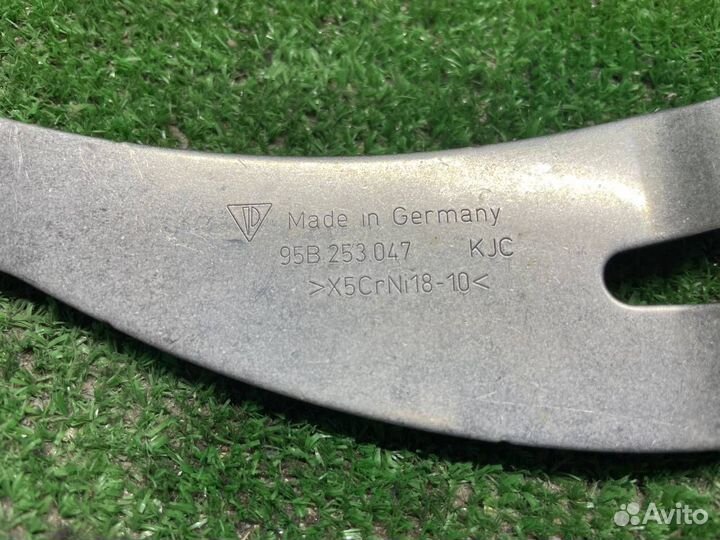 Made in Germany
95B.253.047 KJC
>X5CrNi18-10<
Avito